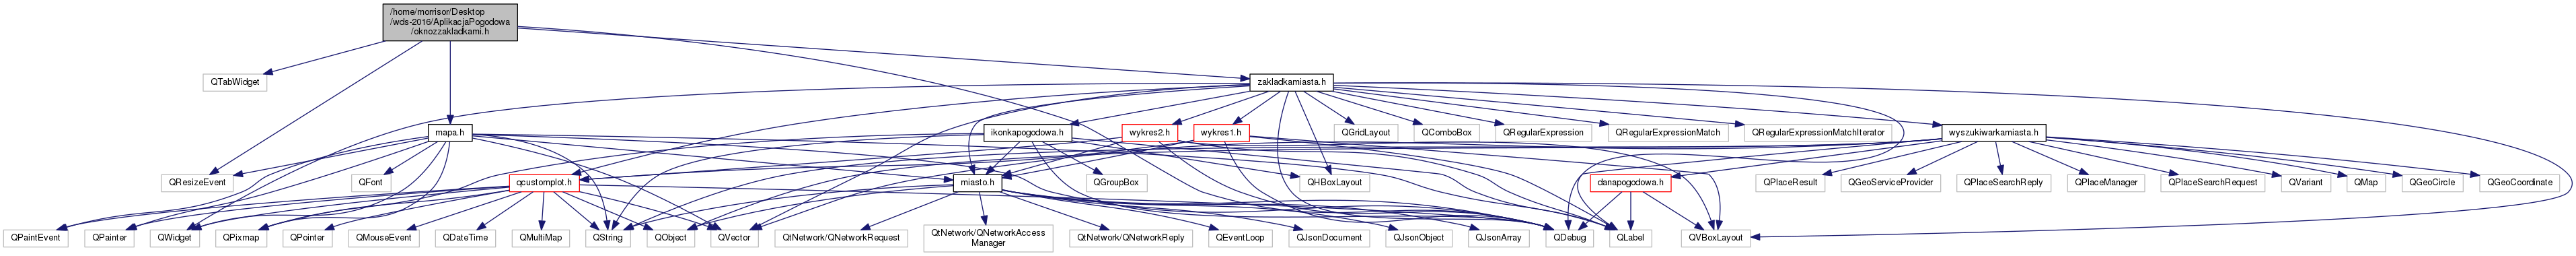 /home/morrisor/Desktop
/wds-2016/AplikacjaPogodowa
/oknozzakladkami.h
QTabWidget
zakladkamiasta.h
mapa.h
ikonkapogodowa.h
wykres2.h
wykres1.h
QGridLayout
QComboBox
QRegularExpression
QRegularExpressionMatch
QRegularExpressionMatchIterator
wyszukiwarkamiasta.h
QResizeEvent
QFont
qcustomplot.h
miasto.h
QGroupBox
QHBoxLayout
danapogodowa.h
QPlaceResult
QGeoServiceProvider
QPlaceSearchReply
QPlaceManager
QPlaceSearchRequest
QVariant
QMap
QGeoCircle
QGeoCoordinate
QPaintEvent
QPainter
QWidget
QPixmap
QPointer
QMouseEvent
QDateTime
QMultiMap
QString
QObject
QVector
QtNetwork/QNetworkRequest
QtNetwork/QNetworkAccess
Manager
QtNetwork/QNetworkReply
QEventLoop
QJsonDocument
QJsonObject
QJsonArray
QDebug
QLabel
QVBoxLayout